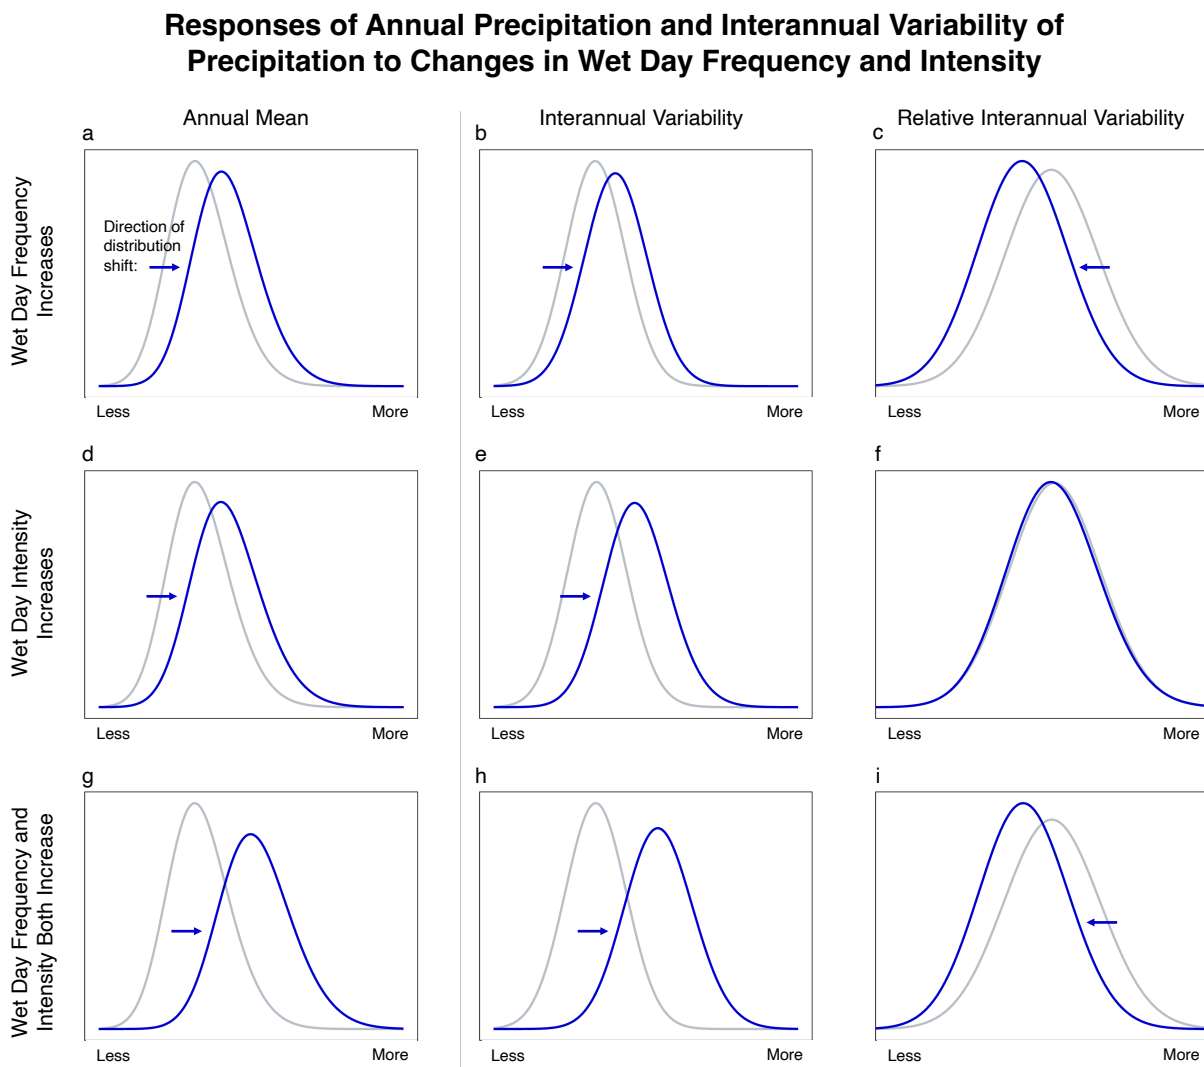 Responses of Annual Precipitation and Interannual Variability of
Precipitation to Changes in Wet Day Frequency and Intensity
Annual Mean
Interannual Variability
Relative Interannual Variability
a
b
c
Wet Day Frequency
Increases
Direction of
distribution
shift:
Less
More
Less
More
Less
More
d
e
f
Wet Day Intensity
Increases
Less
More
Less
More
Less
More
g
h
i
Wet Day Frequency and
Intensity Both Increase
Less
More
Less
More
Less
More